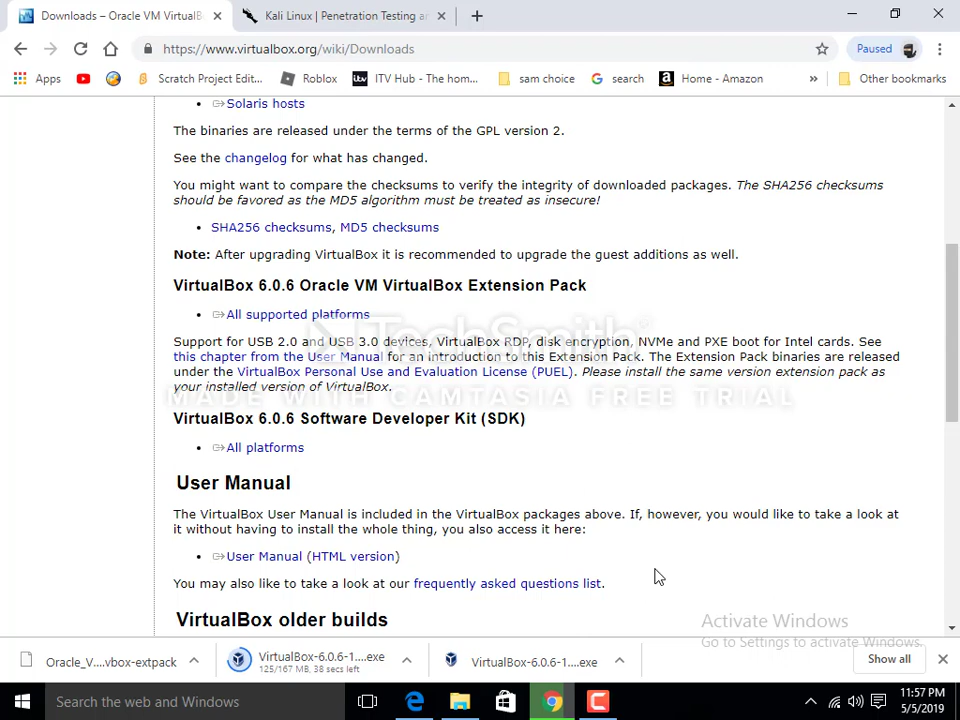 Downloads – Oracle VM VirtualBo
Kali Linux | Penetration Testing an
https://www.virtualbox.org/wiki/Downloads
Paused
Apps
Scratch Project Edit...
Roblox
itv
ITV Hub - The hom...
sam choice
search
Home - Amazon
»
Other bookmarks
Solaris hosts
The binaries are released under the terms of the GPL version 2.
See the changelog for what has changed.
You might want to compare the checksums to verify the integrity of downloaded packages. The SHA256 checksums
should be favored as the MD5 algorithm must be treated as insecure!
SHA256 checksums, MD5 checksums
Note: After upgrading VirtualBox it is recommended to upgrade the guest additions as well.
VirtualBox 6.0.6 Oracle VM VirtualBox Extension Pack
All supported platforms
TechSmith
Support for USB 2.0 and USB 3.0 devices, VirtualBox RDP, disk encryption, NVMe and PXE boot for Intel cards. See
this chapter from the User Manual for an introduction to this Extension Pack. The Extension Pack binaries are released
under the VirtualBox Personal Use and Evaluation License (PUEL). Please install the same version extension pack as
your installed version of VirtualBox.
MADE WITH CAMTASIA FREE TRIAL
VirtualBox 6.0.6 Software Developer Kit (SDK)
All platforms
User Manual
The VirtualBox User Manual is included in the VirtualBox packages above. If, however, you would like to take a look at
it without having to install the whole thing, you also access it here:
User Manual (HTML version)
You may also like to take a look at our frequently asked questions list.
VirtualBox older builds
Activate Windows
Go to Settings to activate Windows.
Oracle_V....vbox-extpack
VirtualBox-6.0.6-1....exe
125/167 MB, 38 secs left
VirtualBox-6.0.6-1....exe
Show all
Search the web and Windows
11:57 PM
5/5/2019